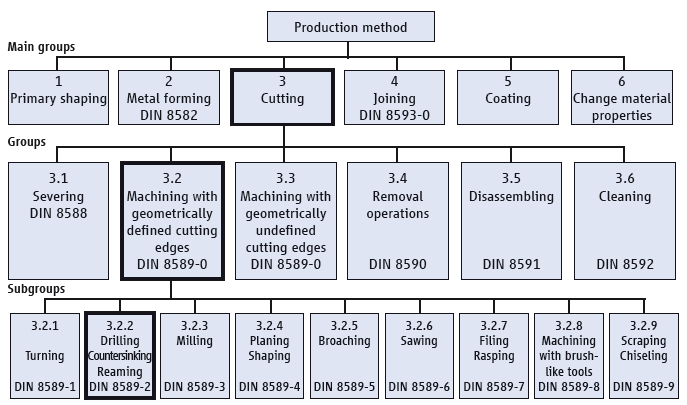 Production method
Main groups
1
Primary shaping
2
Metal forming
DIN 8582
3
Cutting
4
Joining
DIN 8593-0
5
Coating
6
Change material
properties
Groups
3.1
Severing
DIN 8588
3.2
Machining with
geometrically
defined cutting
edges
DIN 8589-0
3.3
Machining with
geometrically
undefined
cutting edges
DIN 8589-0
3.4
Removal
operations
DIN 8590
3.5
Disassembling
DIN 8591
3.6
Cleaning
DIN 8592
Subgroups
3.2.1
Turning
DIN 8589-1
3.2.2
Drilling
Countersinking
Reaming
DIN 8589-2
3.2.3
Milling
DIN 8589-3
3.2.4
Planing
Shaping
DIN 8589-4
3.2.5
Broaching
DIN 8589-5
3.2.6
Sawing
DIN 8589-6
3.2.7
Filing
Rasping
DIN 8589-7
3.2.8
Machining
with brush-
like tools
DIN 8589-8
3.2.9
Scraping
Chiseling
DIN 8589-9